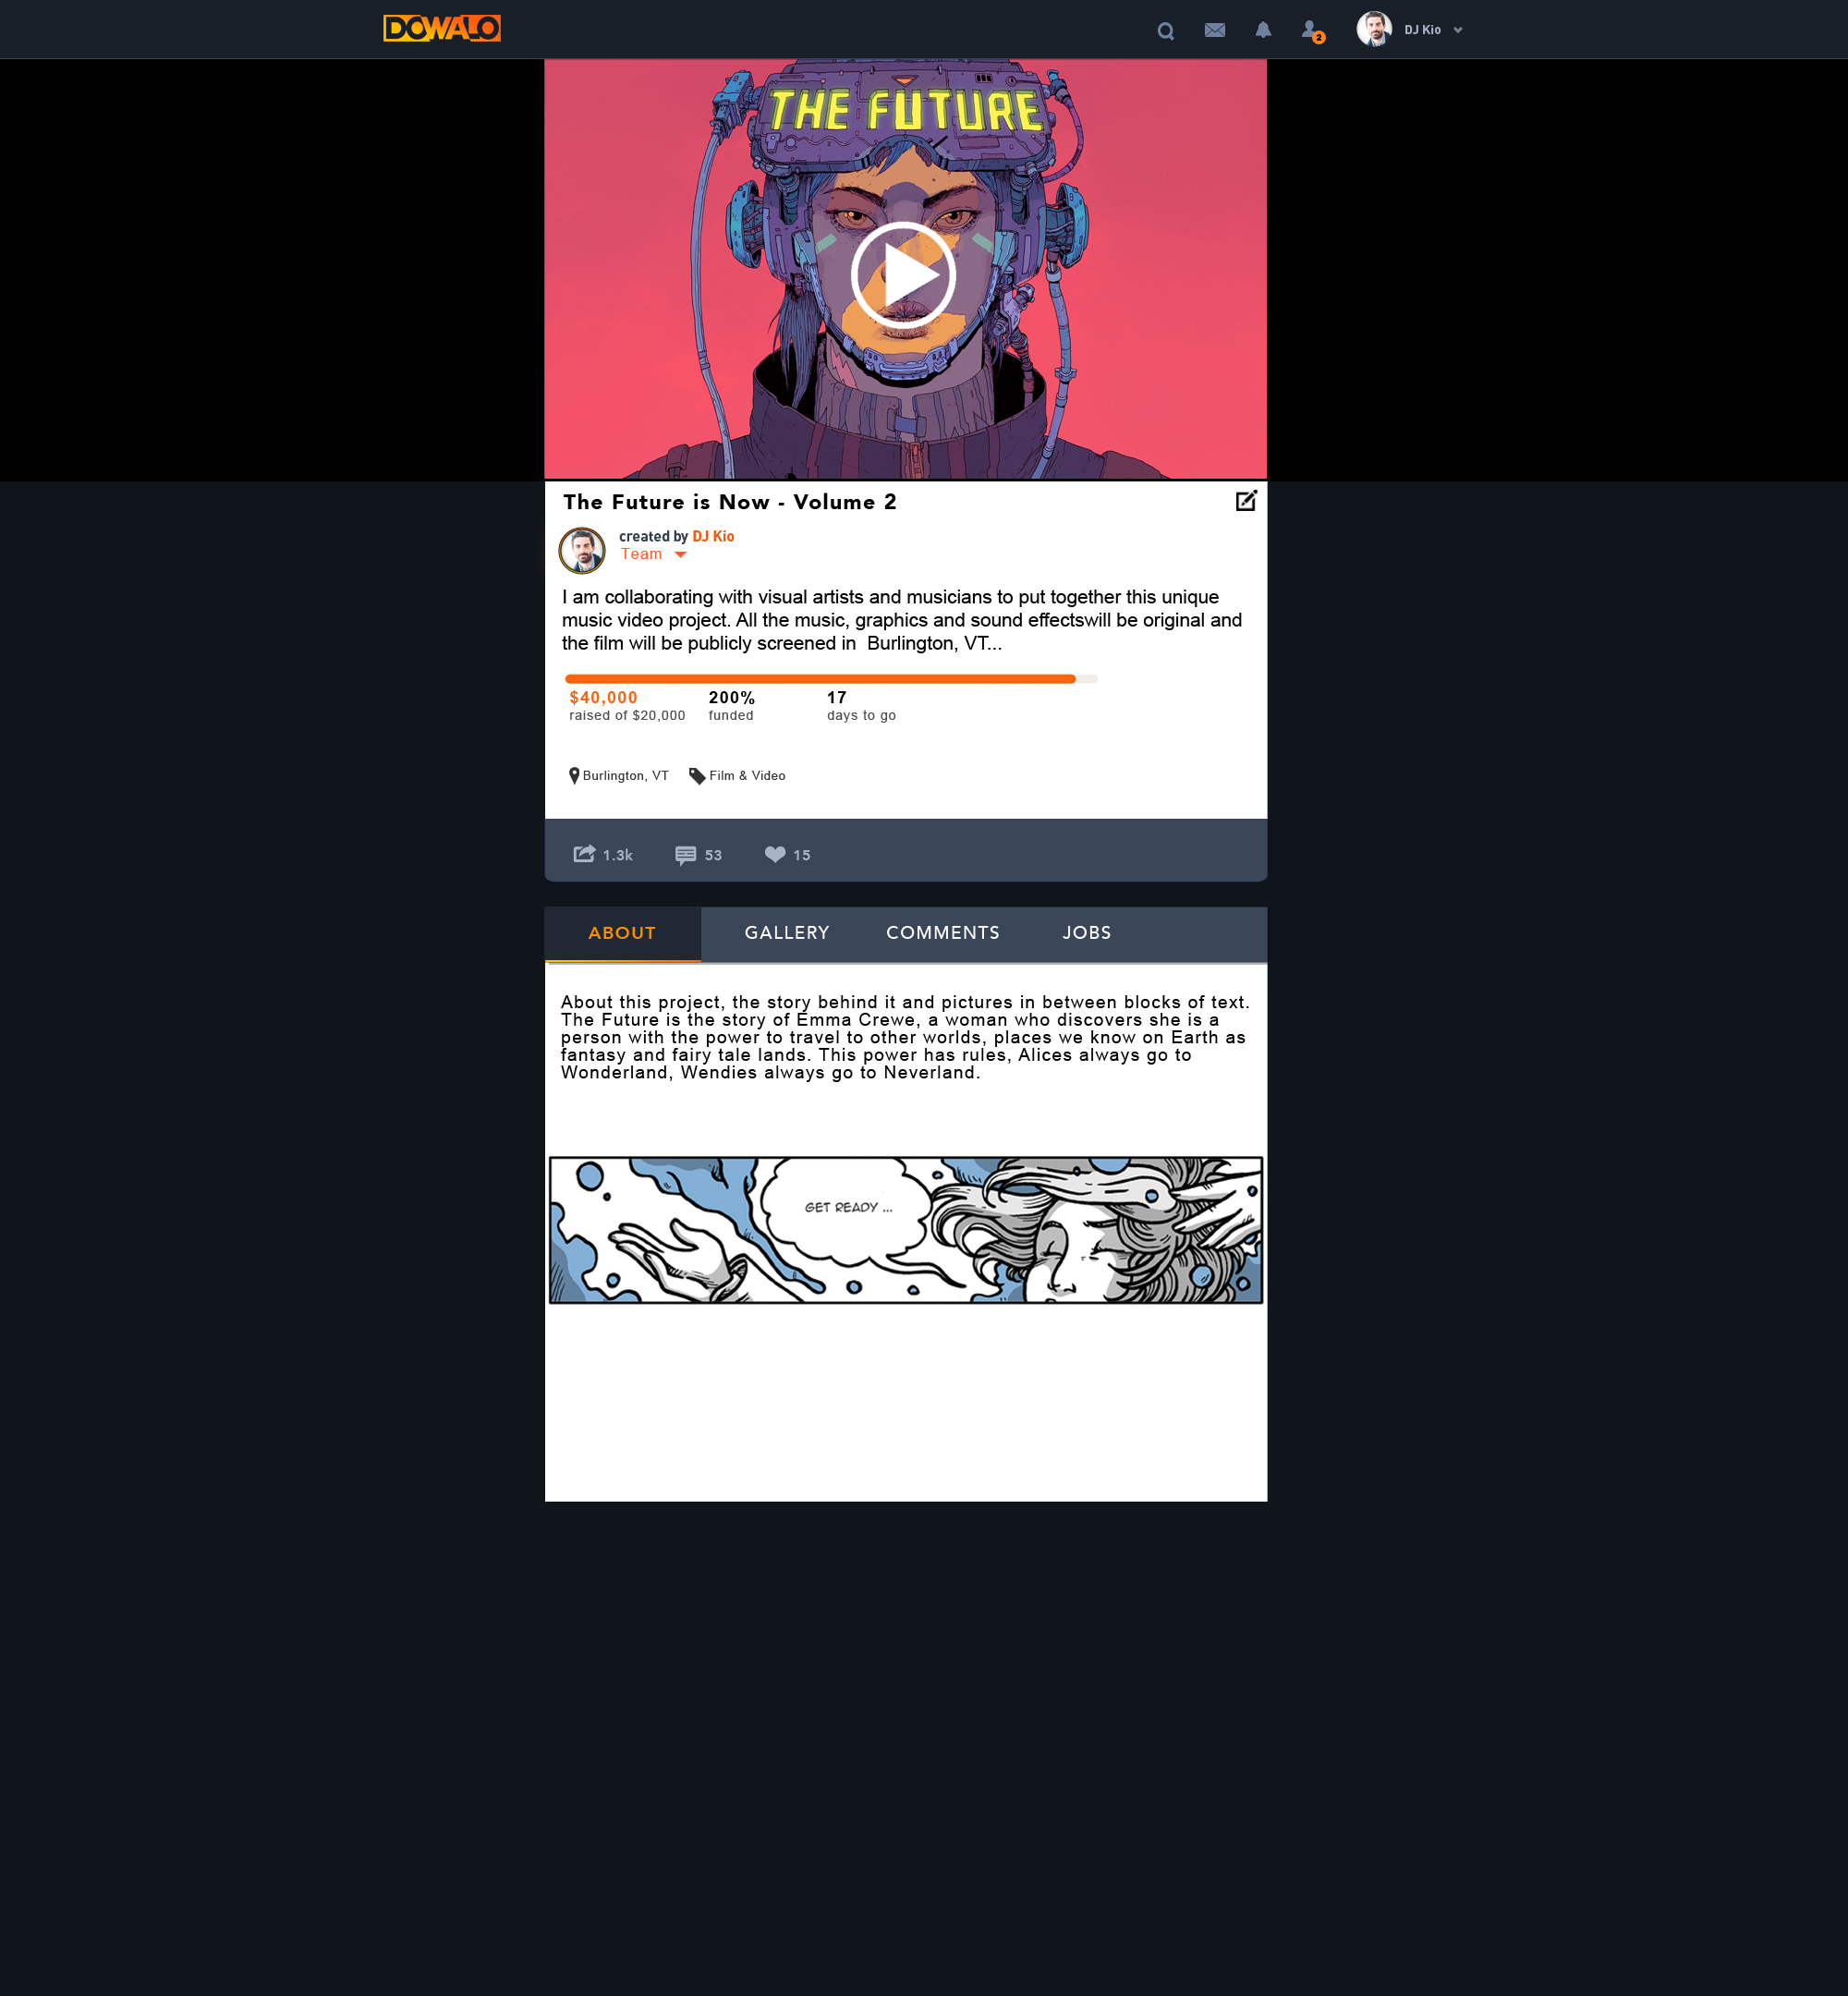 DOWALO
2
DJ Kio
THE FUTURE
The Future is Now - Volume 2
created by DJ Kio
Team
I am collaborating with visual artists and musicians to put together this unique
music video project. All the music, graphics and sound effectswill be original and
the film will be publicly screened in  Burlington, VT...
$40,000 200% 17
raised of $20,000 funded days to go
Burlington, VT Film & Video
1.3k 53 15
ABOUT GALLERY COMMENTS JOBS
About this project, the story behind it and pictures in between blocks of text.
The Future is the story of Emma Crewe, a woman who discovers she is a
person with the power to travel to other worlds, places we know on Earth as
fantasy and fairy tale lands. This power has rules, Alices always go to
Wonderland, Wendies always go to Neverland.
GET READY ...